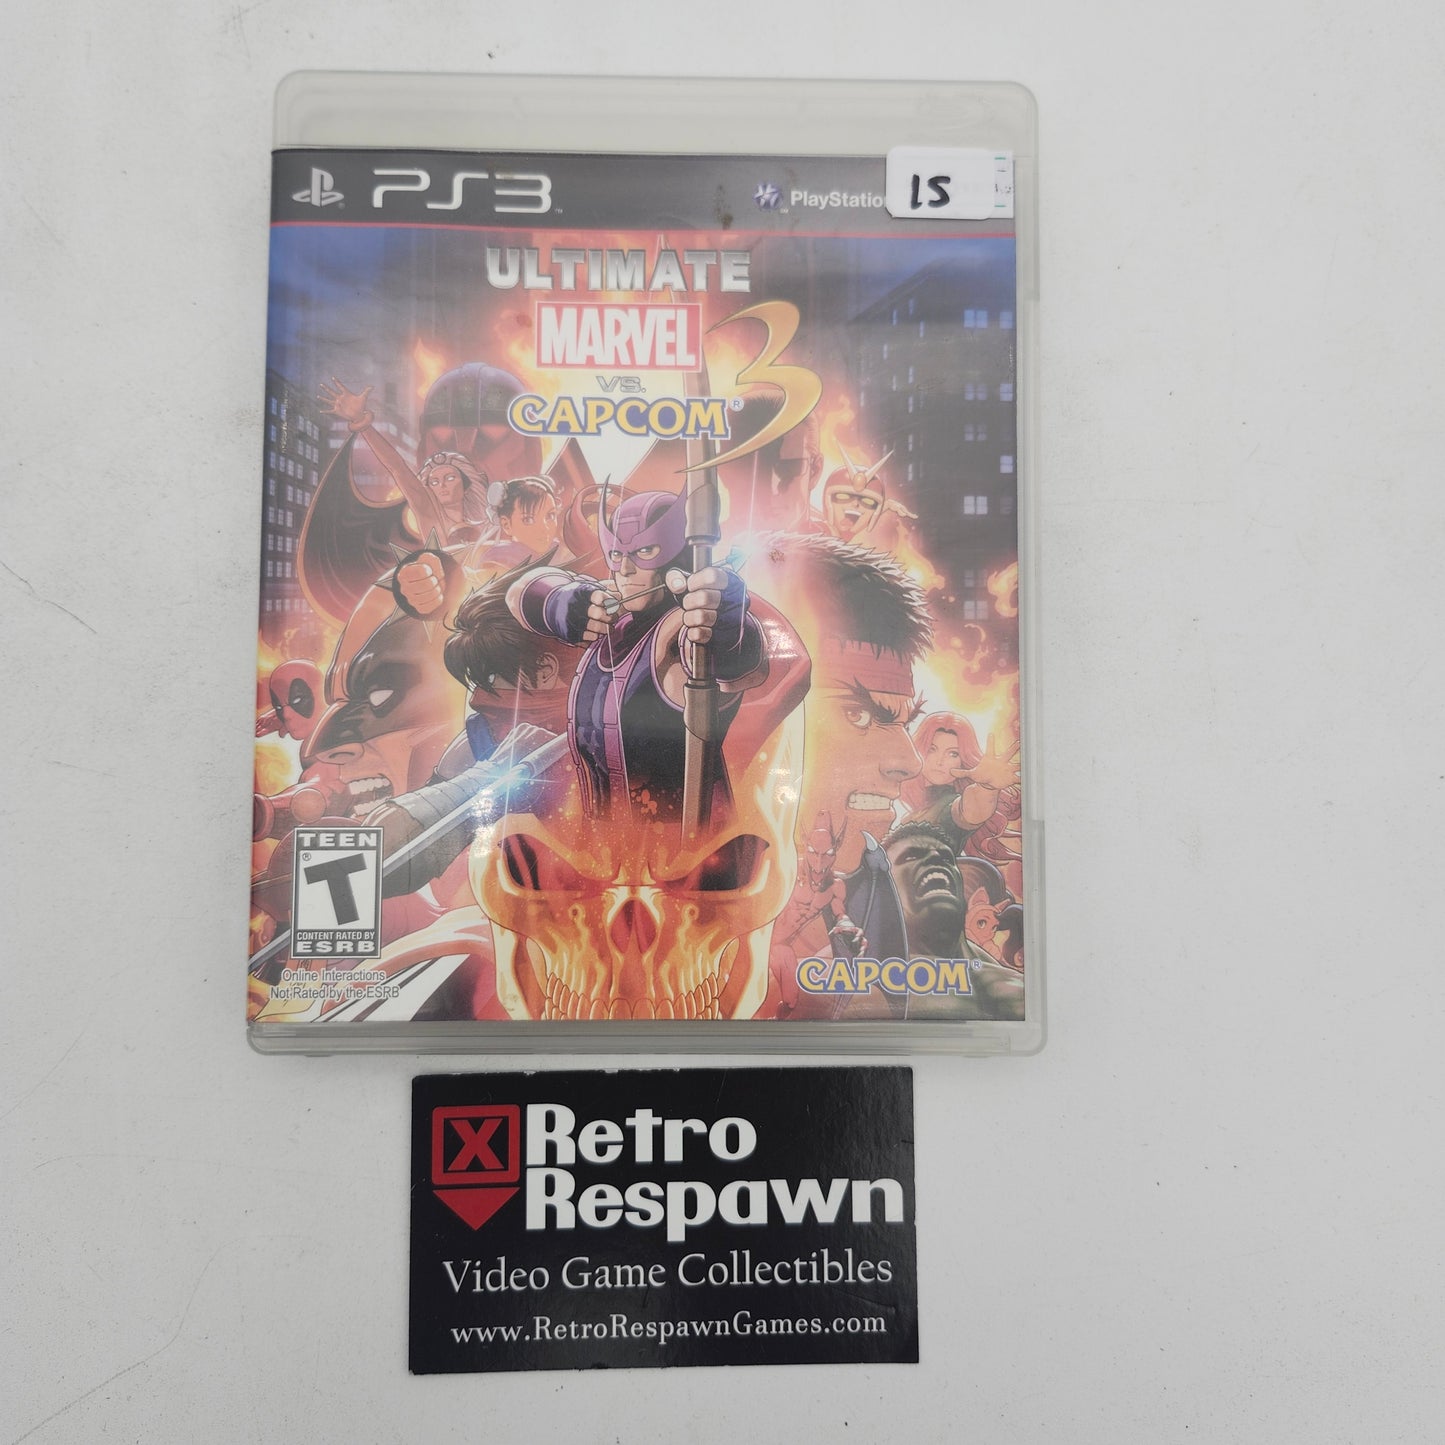 PS3™
PlayStation
15
ULTIMATE
MARVEL
VS.
CAPCOM®
3
TEEN
T®
CONTENT RATED BY
ESRB
Online Interactions
Not Rated by the ESRB
CAPCOM®
X Retro
Respawn
Video Game Collectibles
www.RetroRespawnGames.com